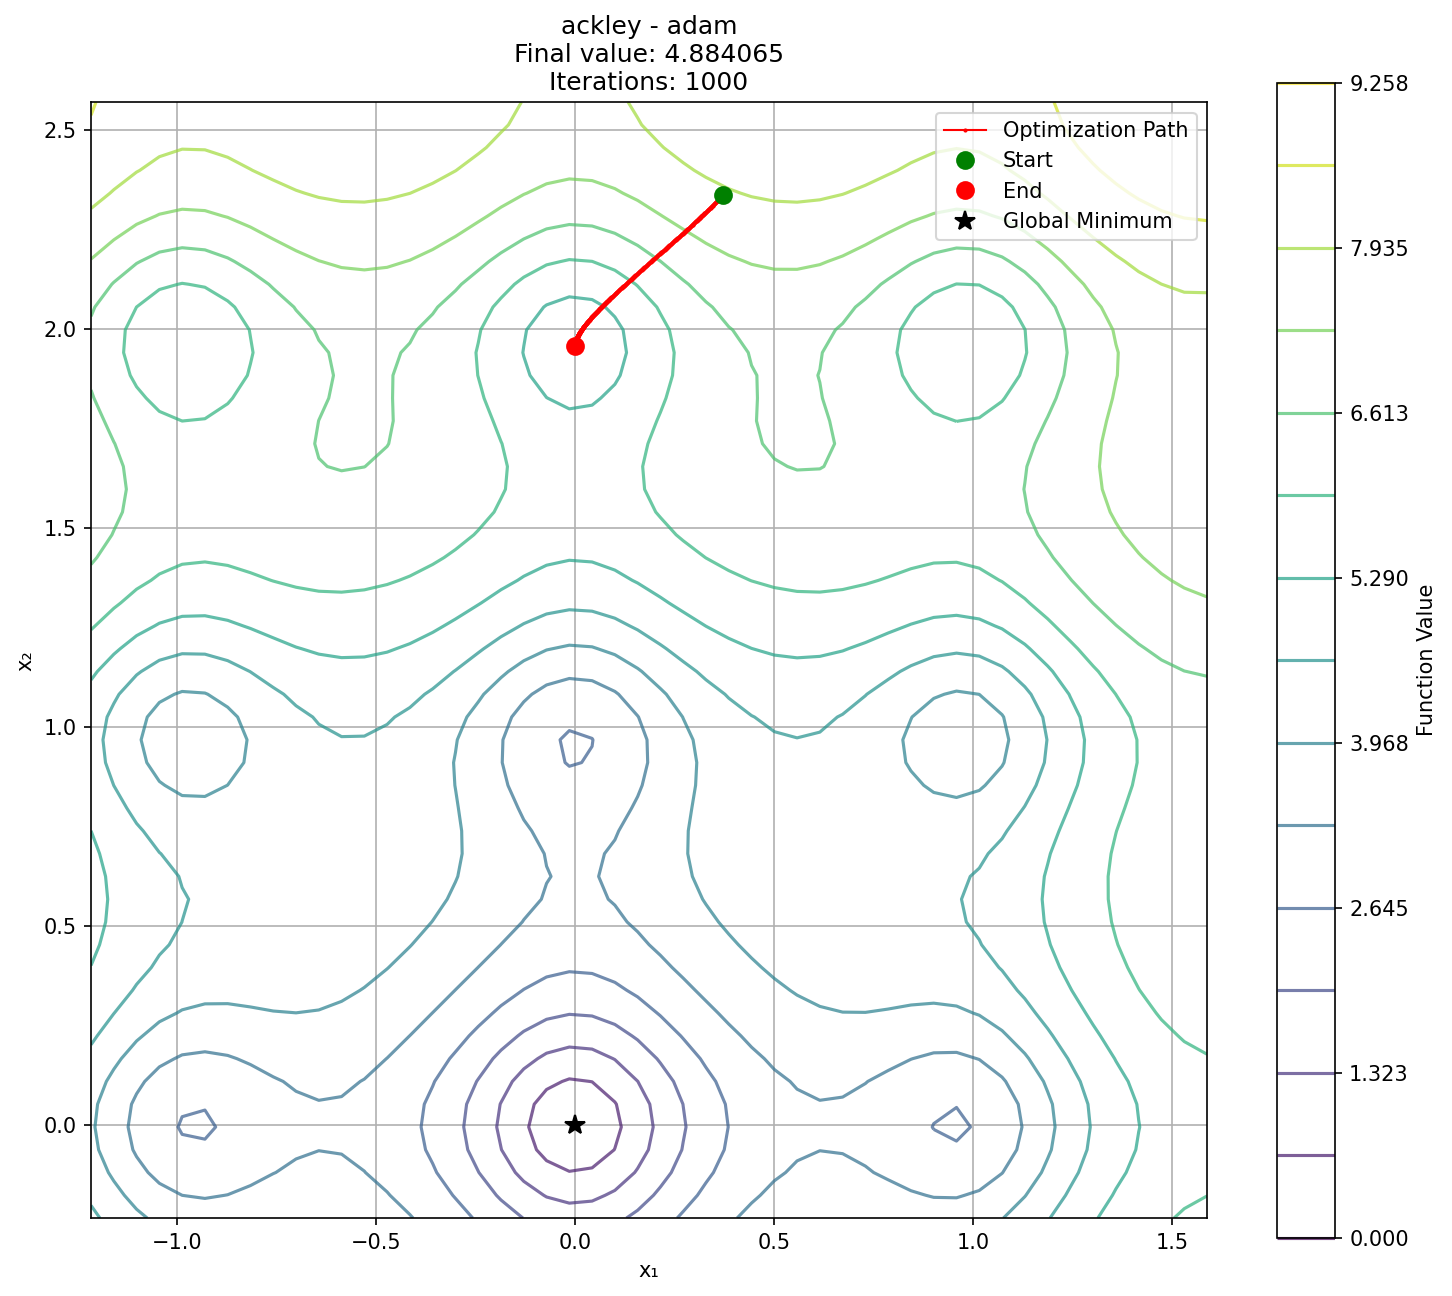 ackley - adam
Final value: 4.884065
Iterations: 1000
Optimization Path
Start
End
Global Minimum
2.5
2.0
1.5
1.0
0.5
0.0
x₂
−1.0
−0.5
0.0
0.5
1.0
1.5
x₁
9.258
7.935
6.613
5.290
3.968
2.645
1.323
0.000
Function Value